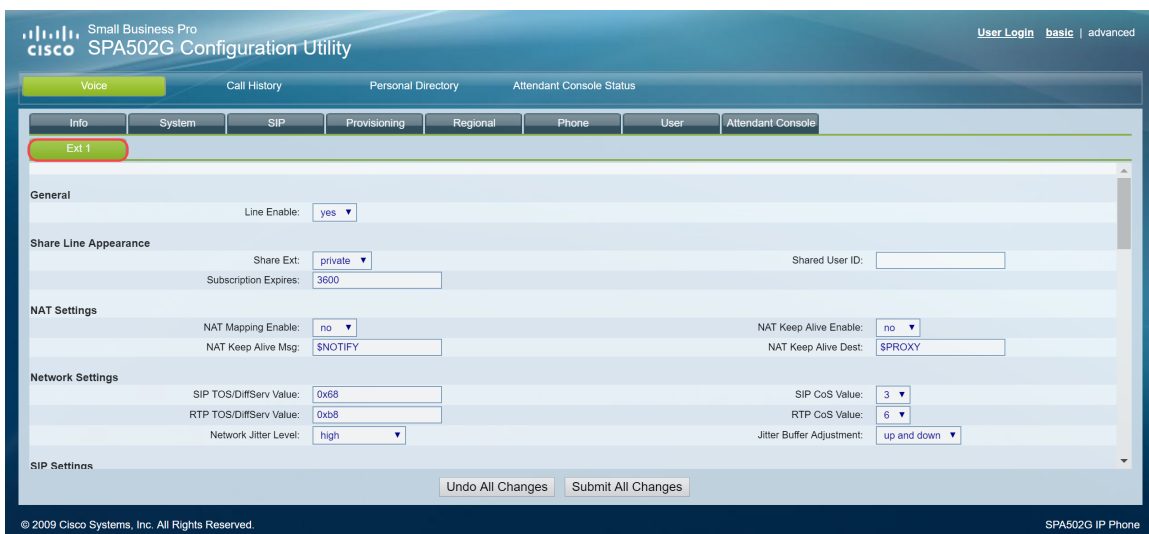 Small Business Pro
cisco SPA502G Configuration Utility
User Login basic | advanced
Voice Call History Personal Directory Attendant Console Status
Info System SIP Provisioning Regional Phone User Attendant Console
Ext 1
General
Line Enable: yes
Share Line Appearance
Share Ext: private Shared User ID:
Subscription Expires: 3600
NAT Settings
NAT Mapping Enable: no NAT Keep Alive Enable: no
NAT Keep Alive Msg: $NOTIFY NAT Keep Alive Dest: $PROXY
Network Settings
SIP TOS/DiffServ Value: 0x68 SIP CoS Value: 3
RTP TOS/DiffServ Value: 0xb8 RTP CoS Value: 6
Network Jitter Level: high Jitter Buffer Adjustment: up and down
SIP Settings
Undo All Changes Submit All Changes
© 2009 Cisco Systems, Inc. All Rights Reserved. SPA502G IP Phone